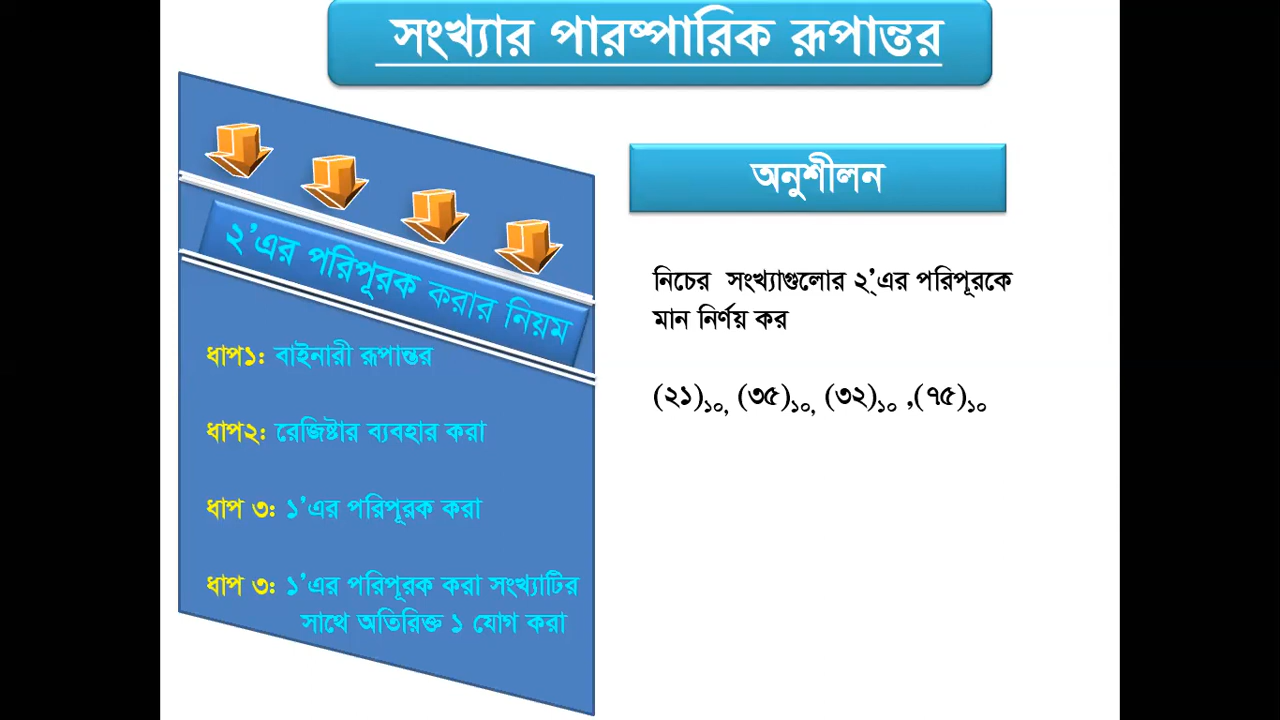 সংখ্যার পারষ্পারিক রূপান্তর
২’এর পরিপূরক করার নিয়ম
ধাপ১: বাইনারী রূপান্তর
ধাপ২: রেজিষ্টার ব্যবহার করা
ধাপ ৩: ১’এর পরিপূরক করা
ধাপ ৩: ১’এর পরিপূরক করা সংখ্যাটির
সাথে অতিরিক্ত ১ যোগ করা
অনুশীলন
নিচের সংখ্যাগুলোর ২্’এর পরিপূরকে
মান নির্ণয় কর
(২১)১০, (৩৫)১০, (৩২)১০ ,(৭৫)১০